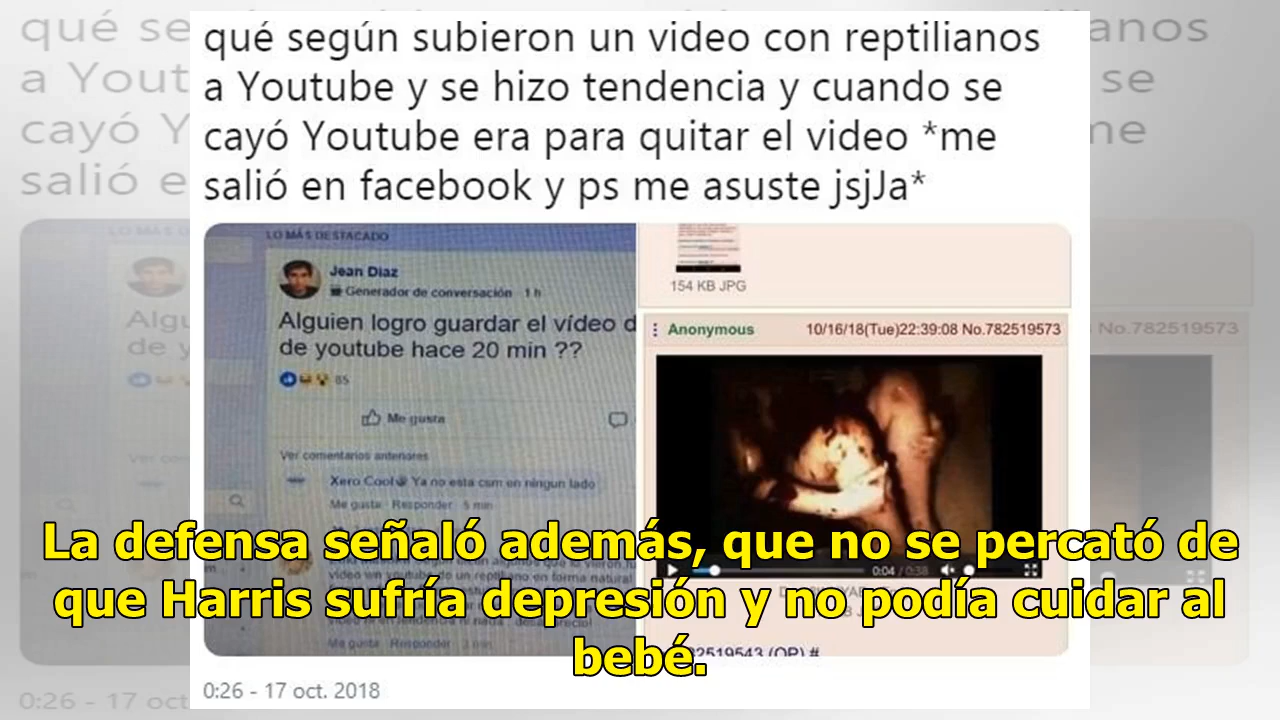 qué según subieron un video con reptilianos
a Youtube y se hizo tendencia y cuando se
cayó Youtube era para quitar el video *me
salió en facebook y ps me asuste jsjJa*
LO MÁS DESTACADO
Jean Diaz
Generador de conversación 1 h
Alguien logro guardar el vídeo d
de youtube hace 20 min ??
85
Me gusta
Ver comentarios anteriores
Xero Cool Ya no esta csm en ningun lado
Me gusta Responder 5 min
154 KB JPG
Anonymous 10/16/18(Tue)22:39:08 No.782519573
0:04 / 0:38
La defensa señaló además, que no se percató de
que Harris sufría depresión y no podía cuidar al
bebé.
Me gusta Responder
2519543 (OP) #
0:26 - 17 oct. 2018